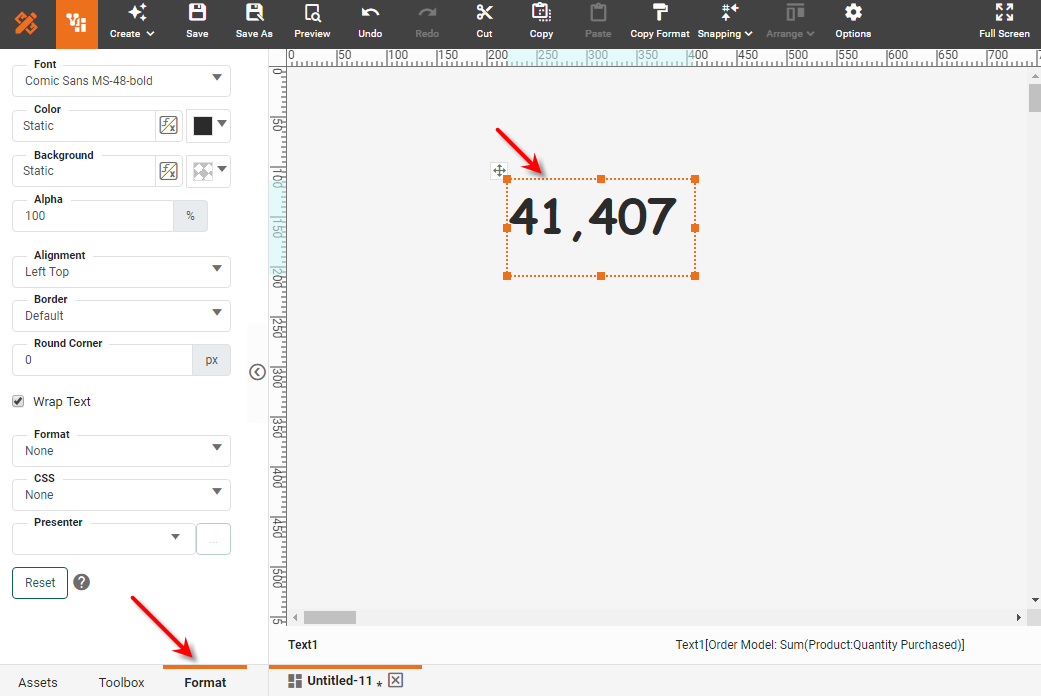 Create Save Save As Preview Undo Redo Cut Copy Paste Copy Format Snapping Arrange Options Full Screen
Font
Comic Sans MS-48-bold
Color
Static
Background
Static
Alpha
100 %
Alignment
Left Top
Border
Default
Round Corner
0 px
Wrap Text
Format
None
CSS
None
Presenter
...
Reset ?
0 50 100 150 200 250 300 350 400 450 500 550 600 650 700
0
50
100
150
200
250
300
350
400
450
500
41,407
Text1 Text1[Order Model: Sum(Product:Quantity Purchased)]
Assets Toolbox Format Untitled-11 *